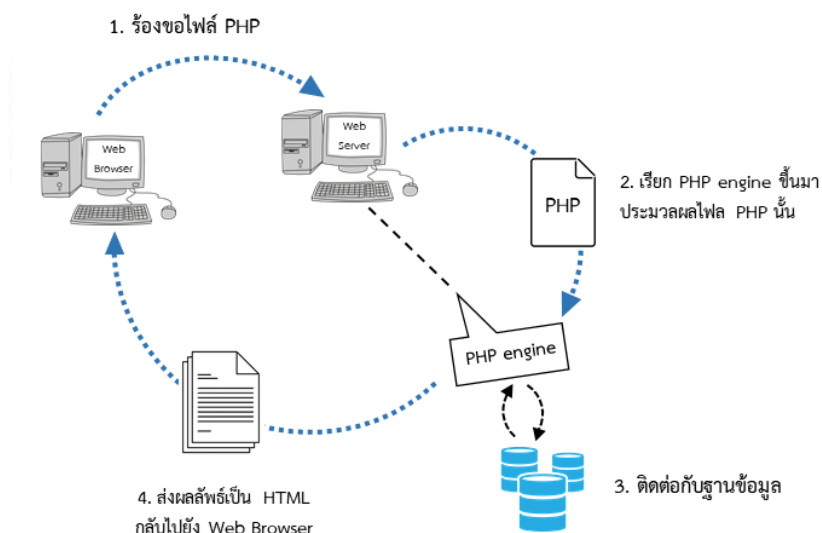 1. ร้องขอไฟล์ PHP
Web
Browser
Web
Server
PHP
2. เรียก PHP engine ขึ้นมา
ประมวลผลไฟล PHP นั้น
PHP engine
3. ติดต่อกับฐานข้อมูล
4. ส่งผลลัพธ์เป็น HTML
กลับไปยัง Web Browser